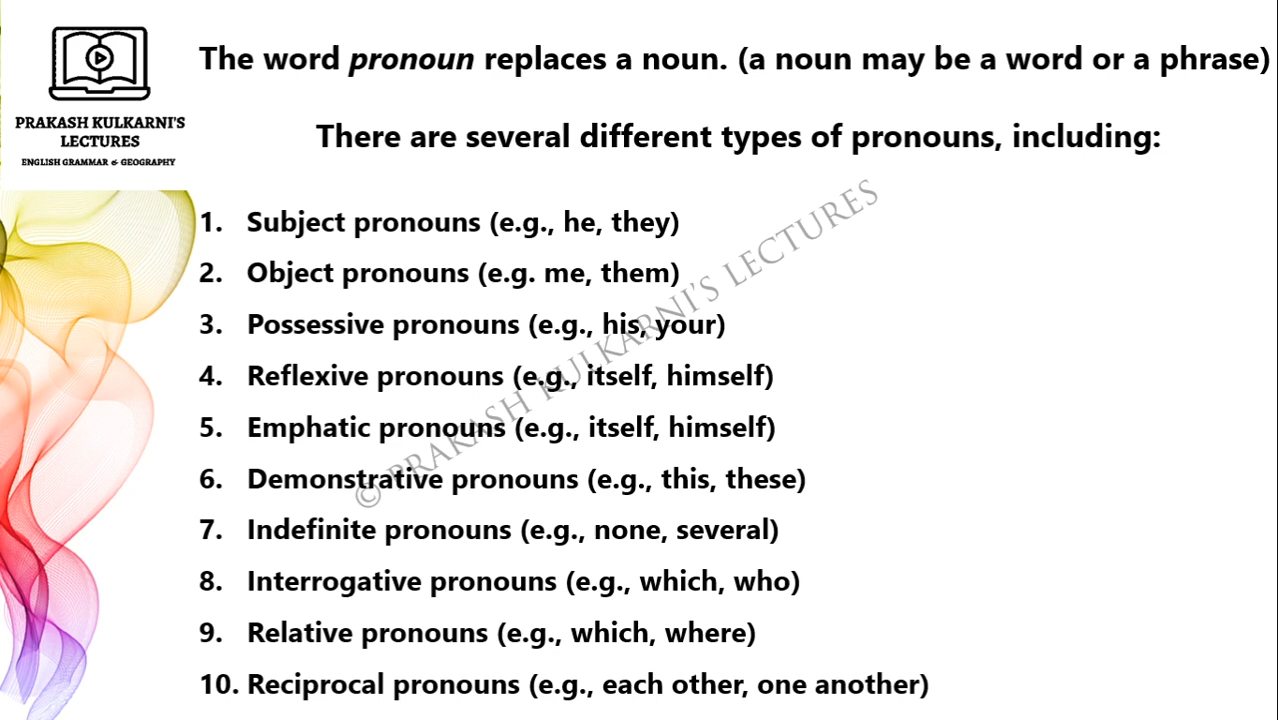 PRAKASH KULKARNI'S
LECTURES
ENGLISH GRAMMAR & GEOGRAPHY
The word pronoun replaces a noun. (a noun may be a word or a phrase)
There are several different types of pronouns, including:
1. Subject pronouns (e.g., he, they)
2. Object pronouns (e.g. me, them)
3. Possessive pronouns (e.g., his, your)
4. Reflexive pronouns (e.g., itself, himself)
5. Emphatic pronouns (e.g., itself, himself)
6. Demonstrative pronouns (e.g., this, these)
7. Indefinite pronouns (e.g., none, several)
8. Interrogative pronouns (e.g., which, who)
9. Relative pronouns (e.g., which, where)
10. Reciprocal pronouns (e.g., each other, one another)
© PRAKASH KULKARNI'S LECTURES